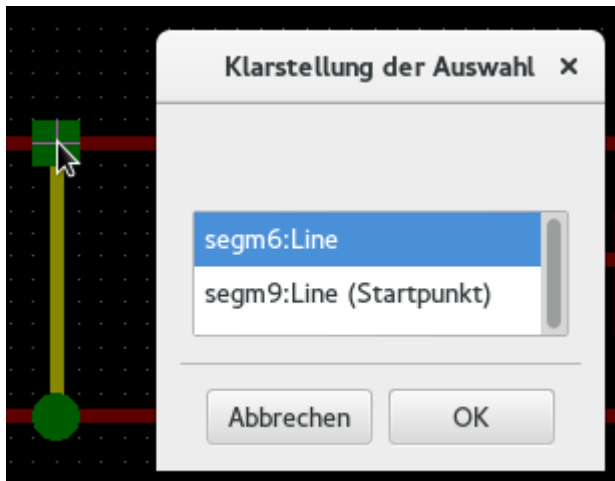 Klarstellung der Auswahl ×
segm6:Line
segm9:Line (Startpunkt)
Abbrechen
OK